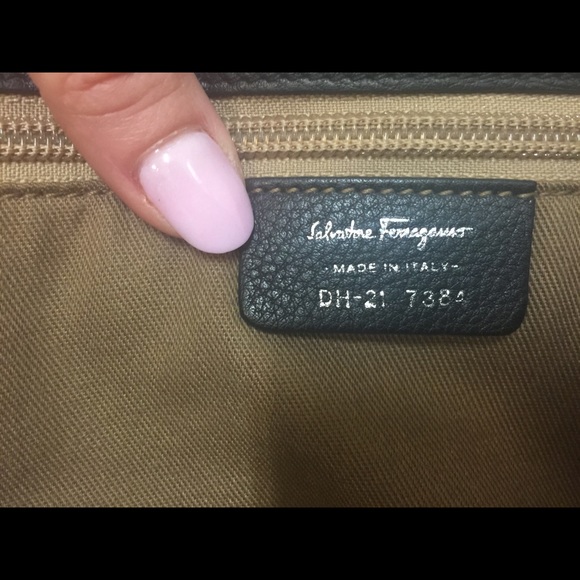 Salvatore Ferragamo
- MADE IN ITALY -
DH-21 7384